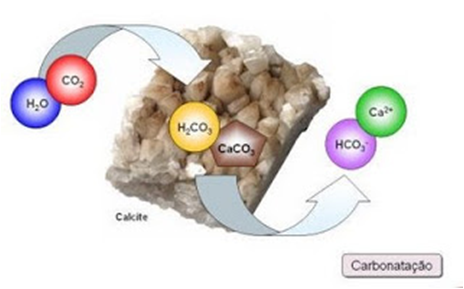 CO₂
H₂O
H₂CO₃
CaCO₃
Ca²⁺
HCO₃⁻
Calcite
Carbonatação